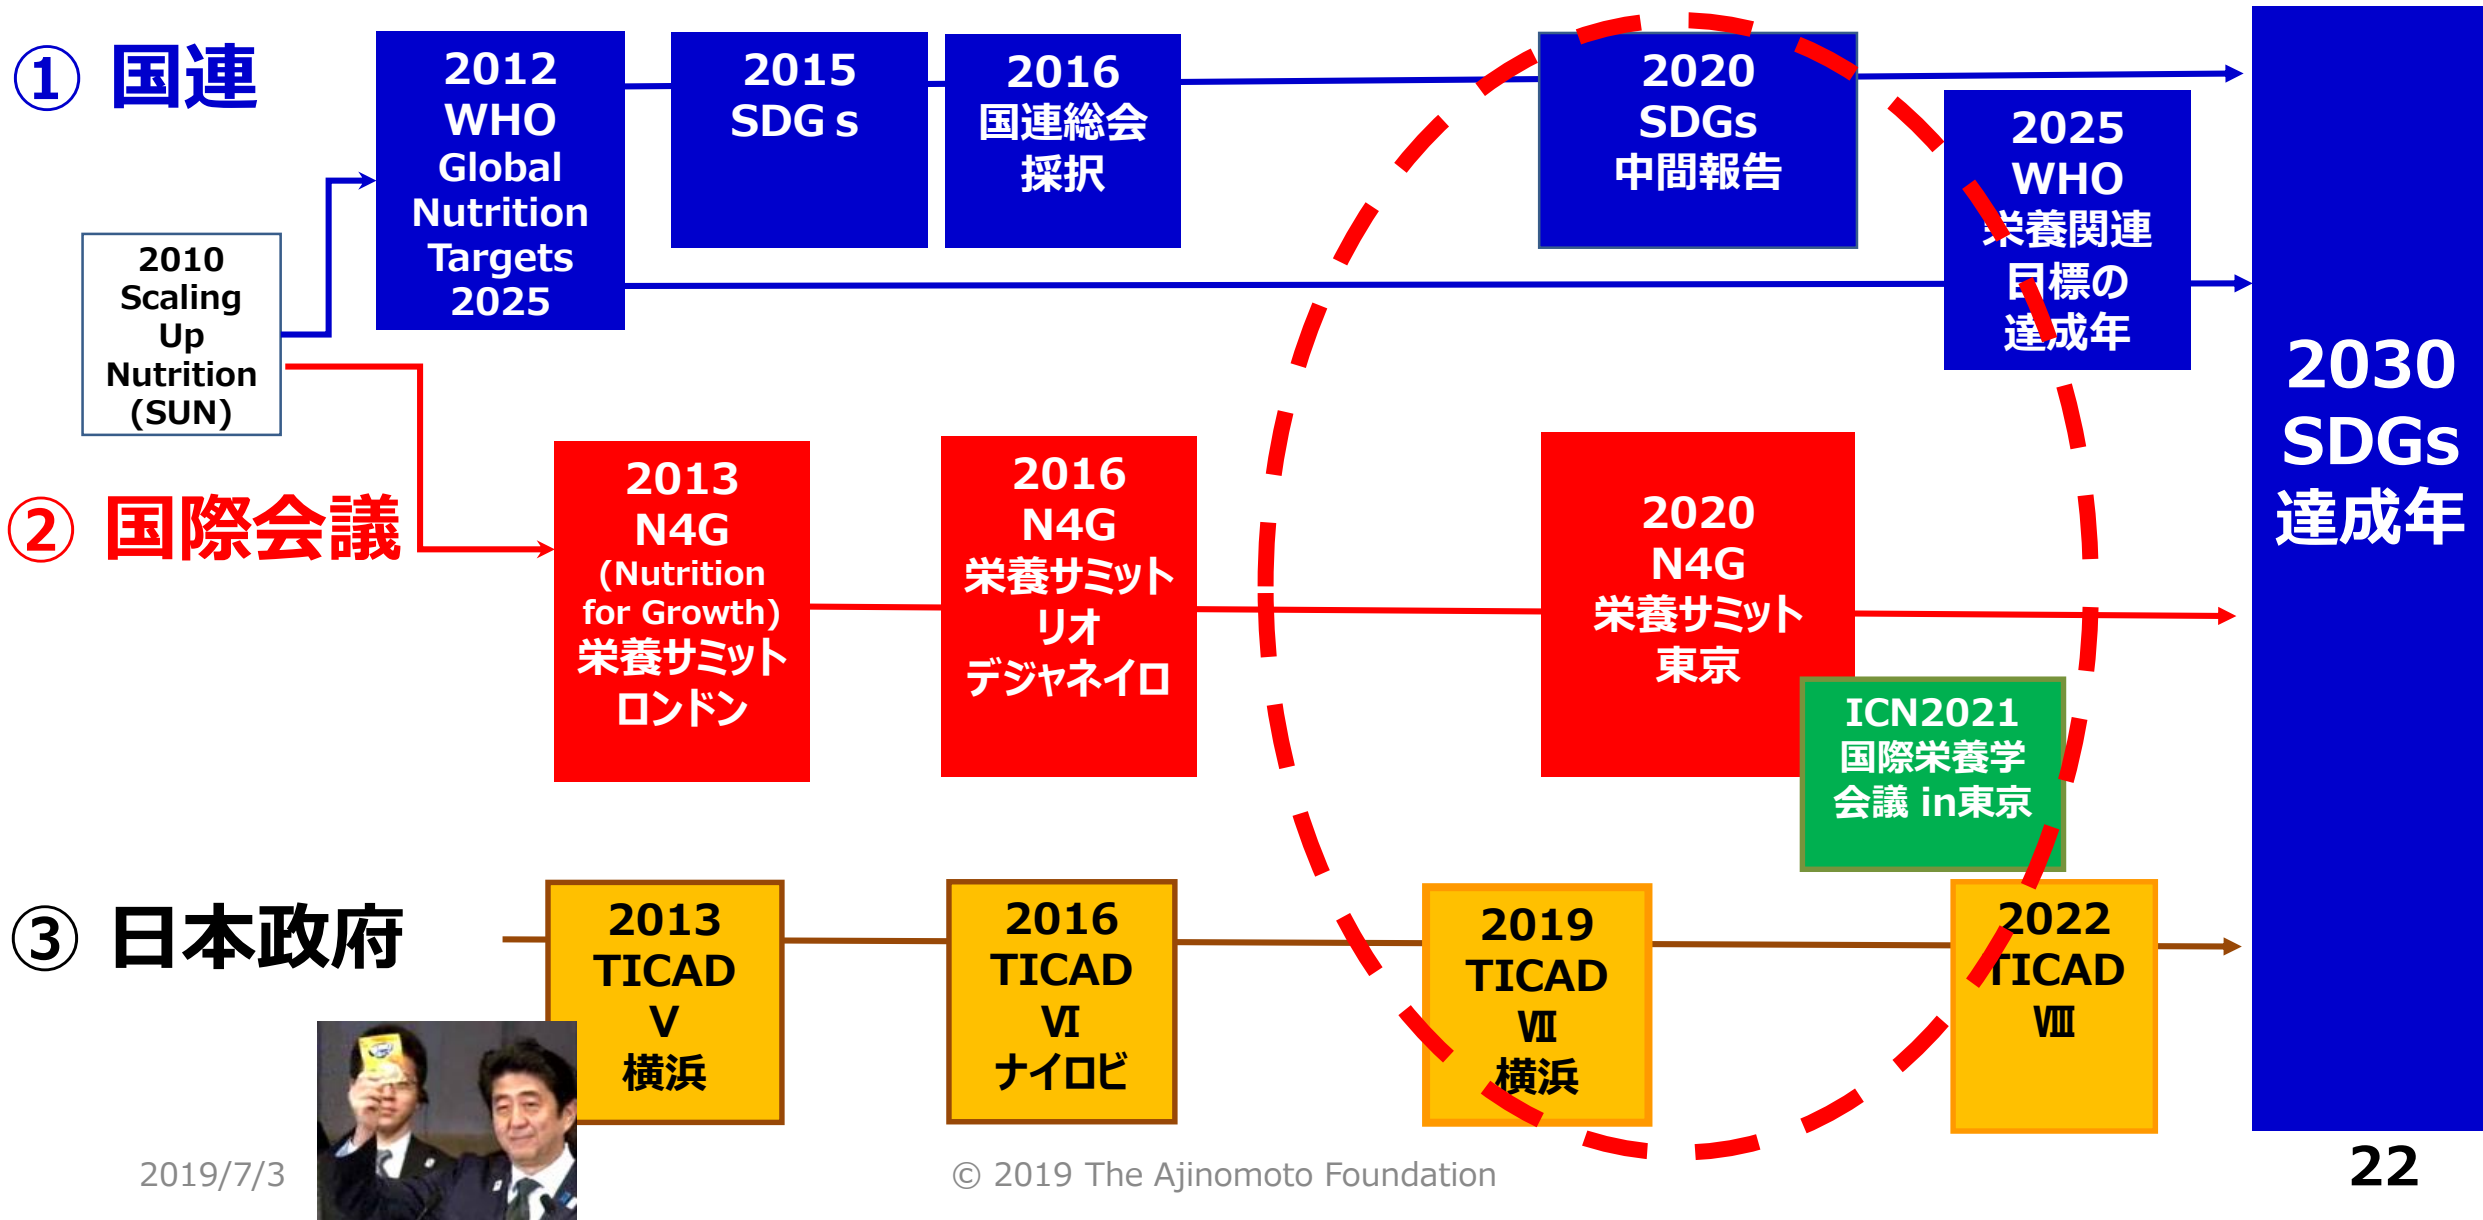 ① 国連
2012
WHO
Global
Nutrition
Targets
2025
2015
SDGｓ
2016
国連総会
採択
2020
SDGs
中間報告
2025
WHO
栄養関連
目標の
達成年
2010
Scaling
Up
Nutrition
(SUN)
2030
SDGs
達成年
② 国際会議
2013
N4G
(Nutrition
for Growth)
栄養サミット
ロンドン
2016
N4G
栄養サミット
リオ
デジャネイロ
2020
N4G
栄養サミット
東京
ICN2021
国際栄養学
会議 in東京
③ 日本政府
2013
TICAD
Ⅴ
横浜
2016
TICAD
Ⅵ
ナイロビ
2019
TICAD
Ⅶ
横浜
2022
TICAD
Ⅷ
2019/7/3
© 2019 The Ajinomoto Foundation
22